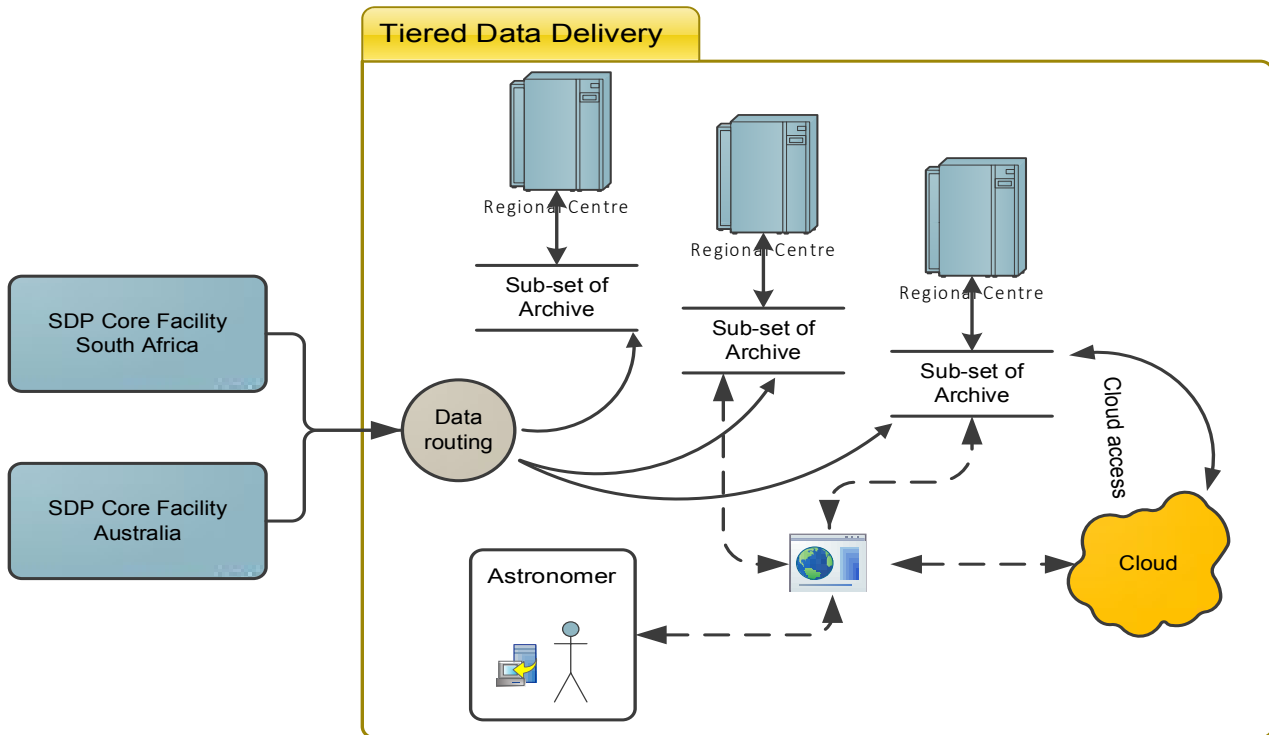 Tiered Data Delivery
Regional Centre
Regional Centre
Regional Centre
Sub-set of
Archive
Sub-set of
Archive
Sub-set of
Archive
SDP Core Facility
South Africa
SDP Core Facility
Australia
Data
routing
Cloud access
Astronomer
Cloud